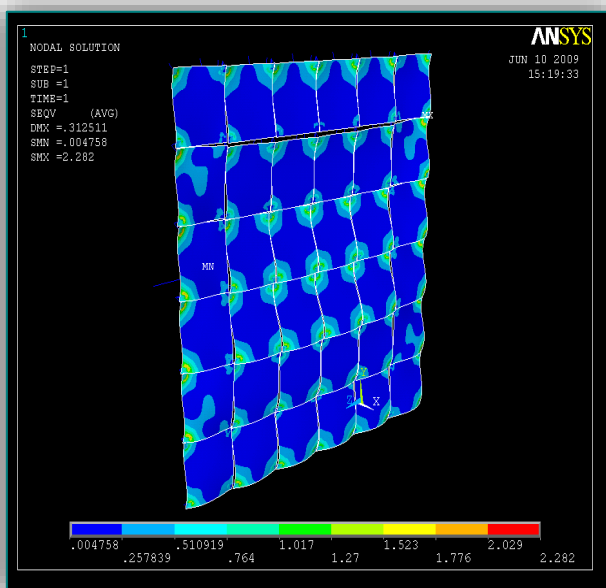 1
NODAL SOLUTION
STEP=1
SUB =1
TIME=1
SEQV (AVG)
DMX =.312511
SMN =.004758
SMX =2.282
ANSYS
JUN 10 2009
15:19:33
MX
MN
Z X
.004758 .510919 1.017 1.523 2.029
.257839 .764 1.27 1.776 2.282